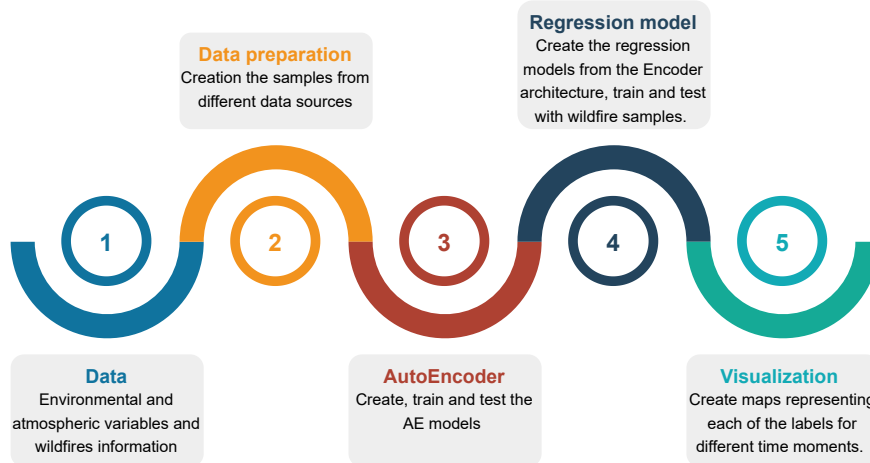 Data preparation
Creation the samples from
different data sources
Regression model
Create the regression
models from the Encoder
architecture, train and test
with wildfire samples.
1
2
3
4
5
Data
Environmental and
atmospheric variables and
wildfires information
AutoEncoder
Create, train and test the
AE models
Visualization
Create maps representing
each of the labels for
different time moments.